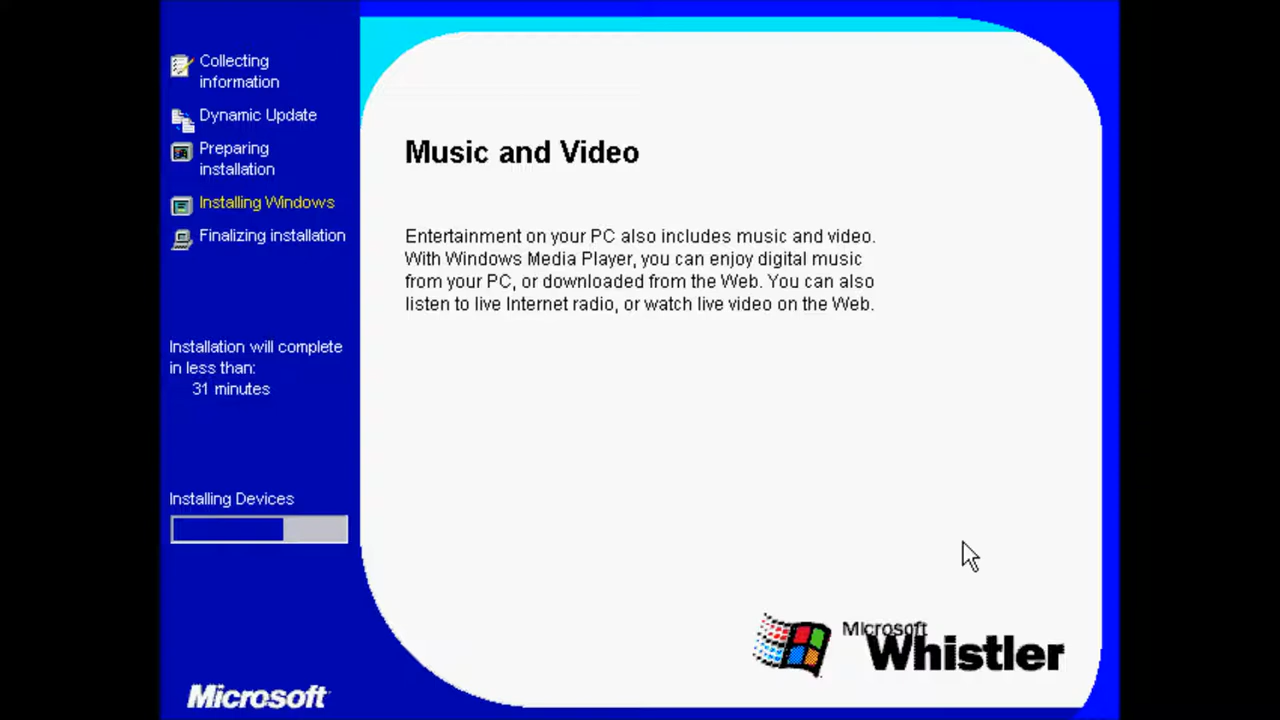 Collecting
information
Dynamic Update
Preparing
installation
Installing Windows
Finalizing installation
Installation will complete
in less than:
31 minutes
Installing Devices
Microsoft
Music and Video
Entertainment on your PC also includes music and video.
With Windows Media Player, you can enjoy digital music
from your PC, or downloaded from the Web. You can also
listen to live Internet radio, or watch live video on the Web.
Microsoft
Whistler